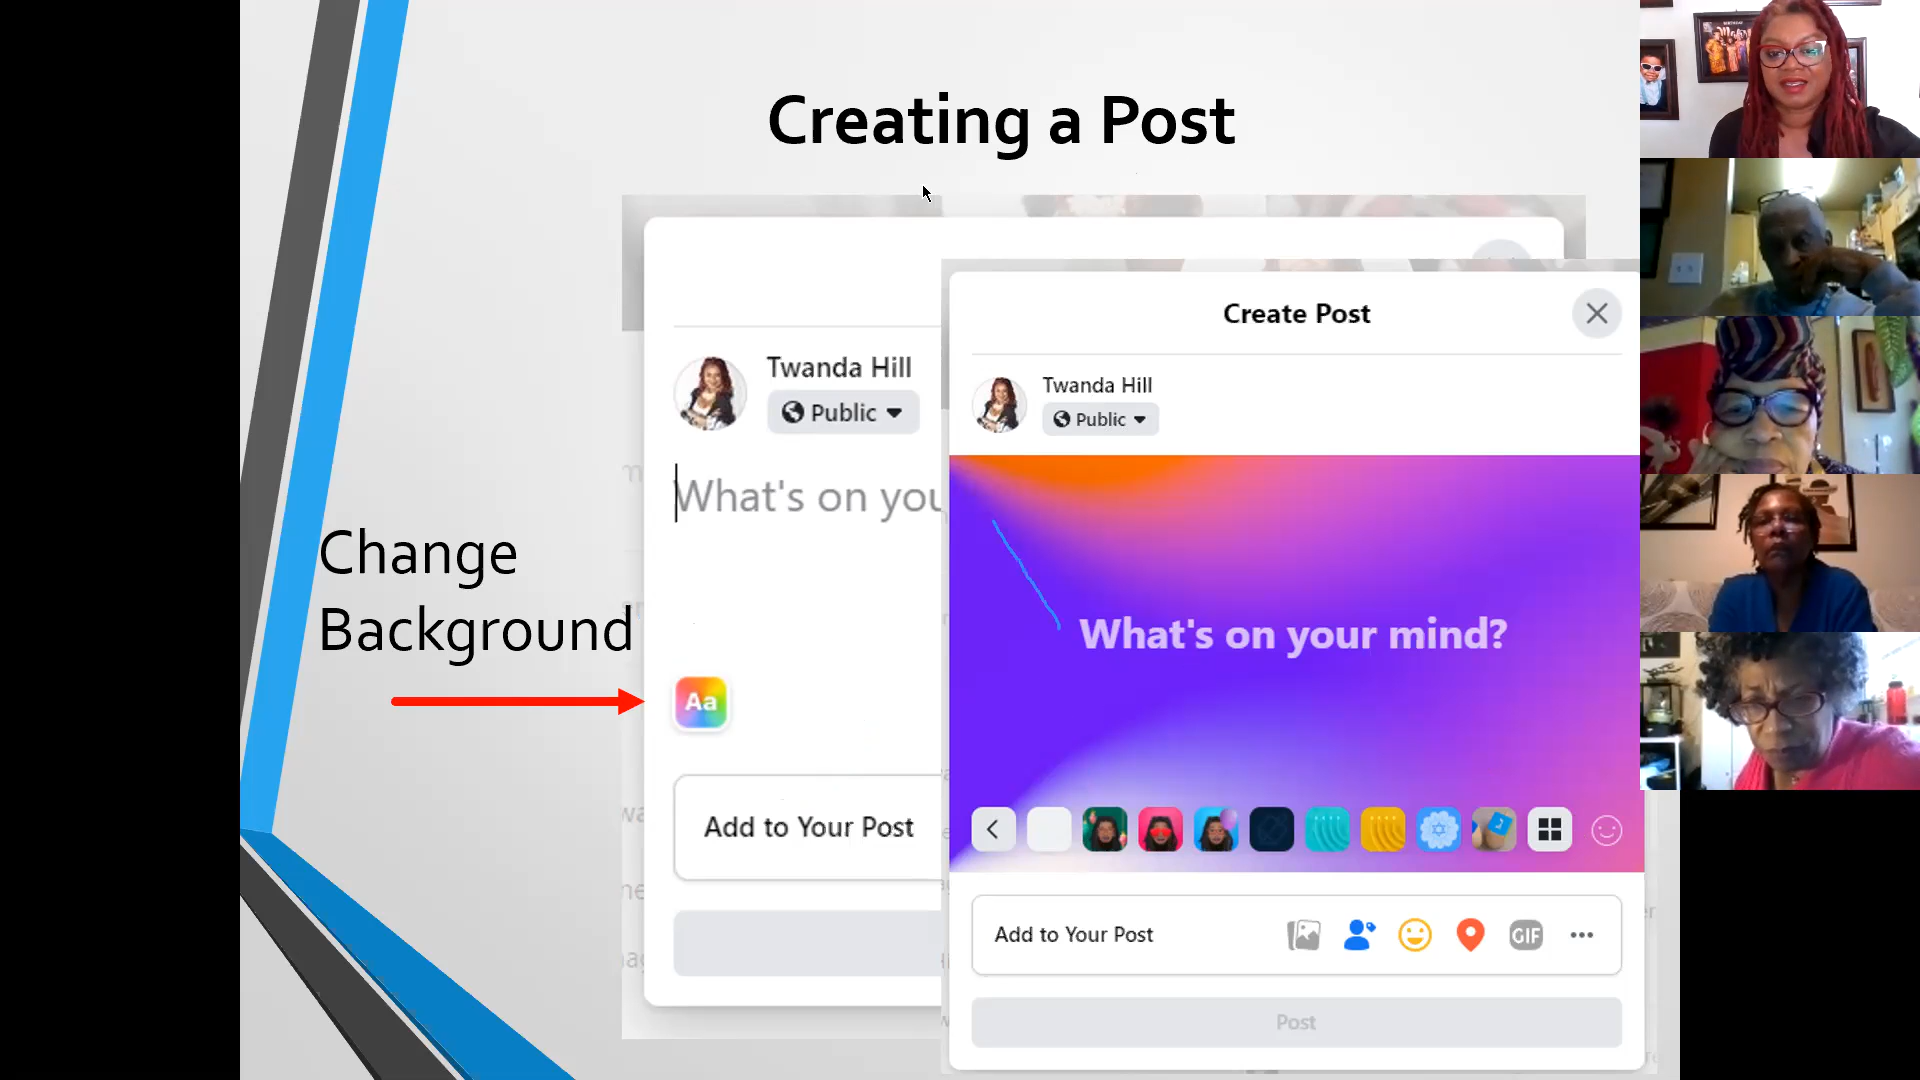 Creating a Post
Change
Background
Twanda Hill
Public
What's on you
Aa
Add to Your Post
Create Post
Twanda Hill
Public
What's on your mind?
Add to Your Post
GIF
Post